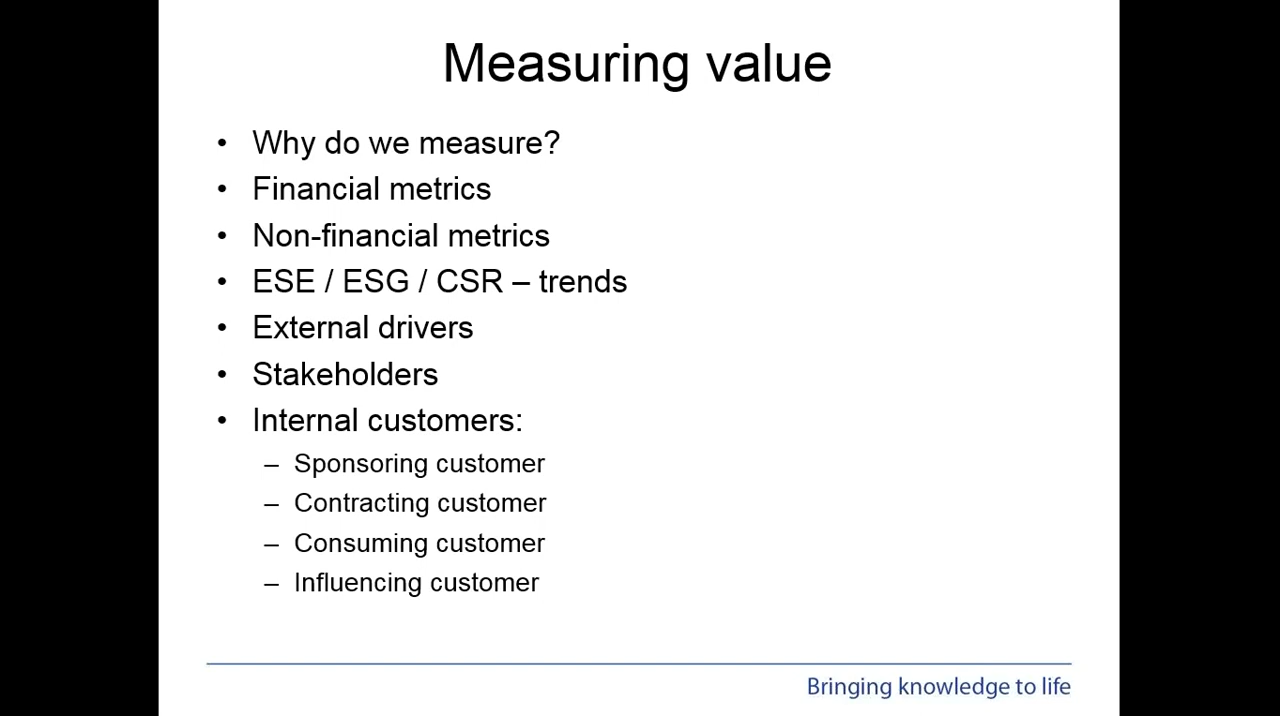 Measuring value
• Why do we measure?
• Financial metrics
• Non-financial metrics
• ESE / ESG / CSR – trends
• External drivers
• Stakeholders
• Internal customers:
– Sponsoring customer
– Contracting customer
– Consuming customer
– Influencing customer
Bringing knowledge to life